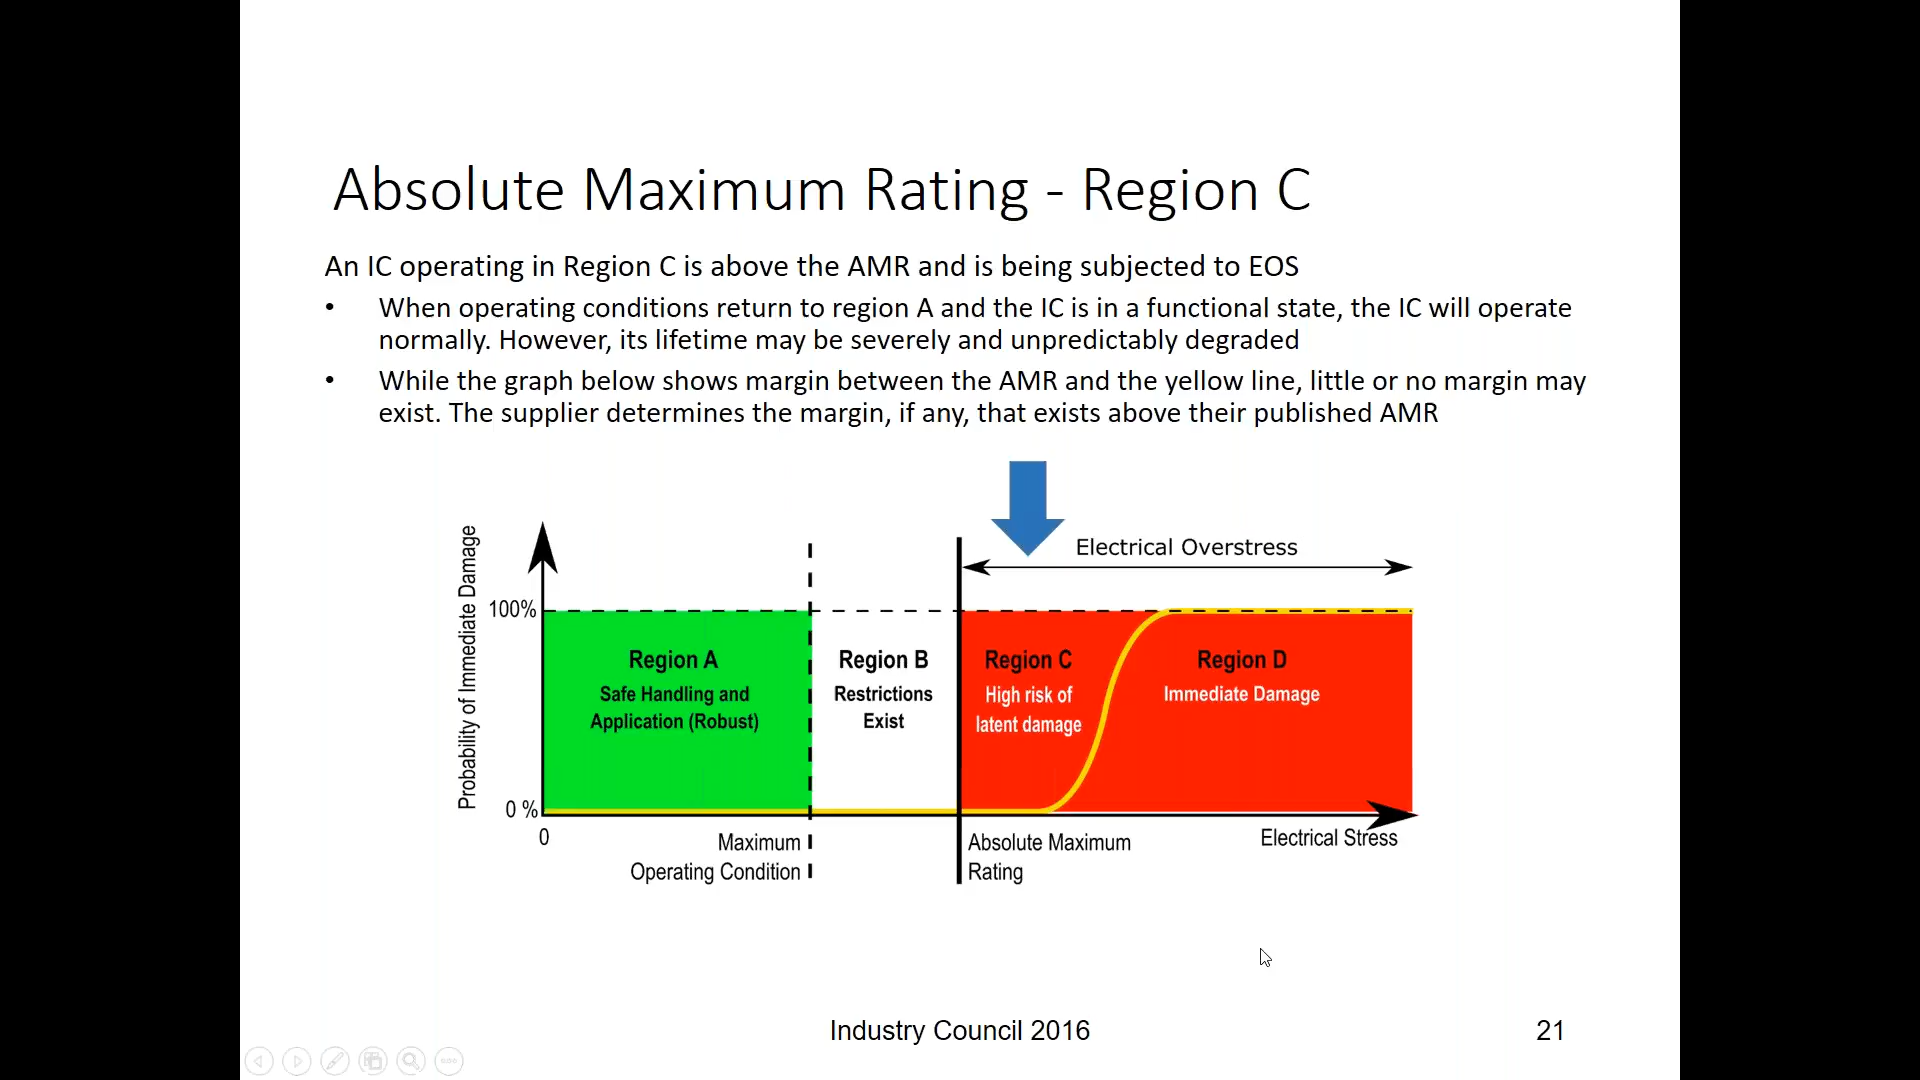 Absolute Maximum Rating - Region C
An IC operating in Region C is above the AMR and is being subjected to EOS
• When operating conditions return to region A and the IC is in a functional state, the IC will operate
normally. However, its lifetime may be severely and unpredictably degraded
• While the graph below shows margin between the AMR and the yellow line, little or no margin may
exist. The supplier determines the margin, if any, that exists above their published AMR
Electrical Overstress
Probability of Immediate Damage
100%
Region A
Safe Handling and
Application (Robust)
Region B
Restrictions
Exist
Region C
High risk of
latent damage
Region D
Immediate Damage
0 %
0
Maximum
Operating Condition
Absolute Maximum
Rating
Electrical Stress
Industry Council 2016
21